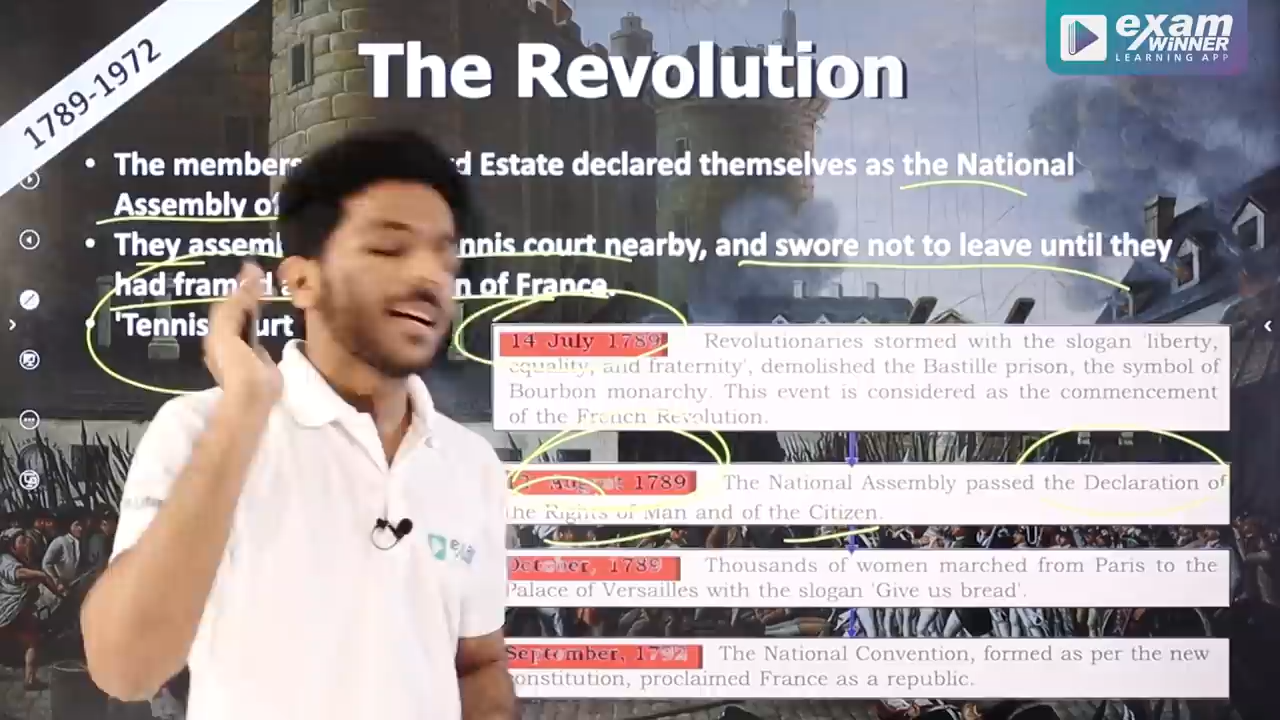 1789-1972
The Revolution
exam
WiNNER
LEARNING APP
• The members d Estate declared themselves as the National
Assembly of
• They assem nnis court nearby, and swore not to leave until they
had framed a n of France.
• 'Tennis urt
14 July 1789 Revolutionaries stormed with the slogan 'liberty,
equality, and fraternity', demolished the Bastille prison, the symbol of
Bourbon monarchy. This event is considered as the commencement
of the French Revolution.
12 August 1789 The National Assembly passed the Declaration of
the Rights of Man and of the Citizen.
October, 1789 Thousands of women marched from Paris to the
Palace of Versailles with the slogan 'Give us bread'.
September, 1792 The National Convention, formed as per the new
constitution, proclaimed France as a republic.